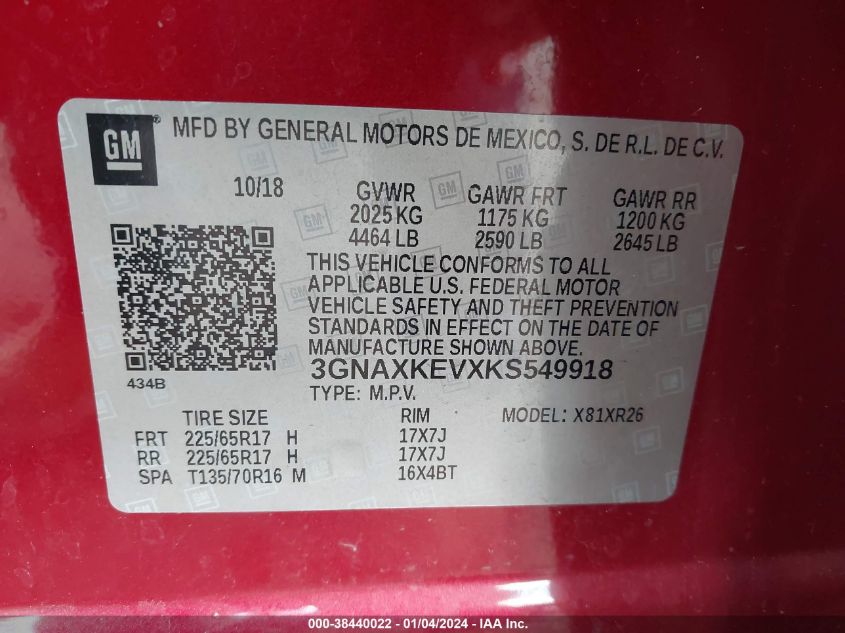 GM
MFD BY GENERAL MOTORS DE MEXICO, S. DE R.L. DE C.V.
10/18 GVWR GAWR FRT GAWR RR
2025 KG 1175 KG 1200 KG
4464 LB 2590 LB 2645 LB
THIS VEHICLE CONFORMS TO ALL
APPLICABLE U.S. FEDERAL MOTOR
VEHICLE SAFETY AND THEFT PREVENTION
STANDARDS IN EFFECT ON THE DATE OF
MANUFACTURE SHOWN ABOVE.
434B 3GNAXKEVXKS549918
TYPE: M.P.V.
TIRE SIZE RIM MODEL: X81XR26
FRT 225/65R17 H 17X7J
RR 225/65R17 H 17X7J
SPA T135/70R16 M 16X4BT
000-38440022 - 01/04/2024 - IAA Inc.